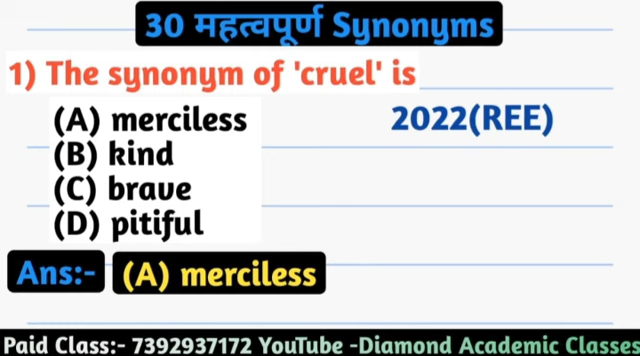 30 महत्वपूर्ण Synonyms
1) The synonym of 'cruel' is
(A) merciless 2022(REE)
(B) kind
(C) brave
(D) pitiful
Ans:- (A) merciless
Paid Class:- 7392937172 YouTube -Diamond Academic Classes